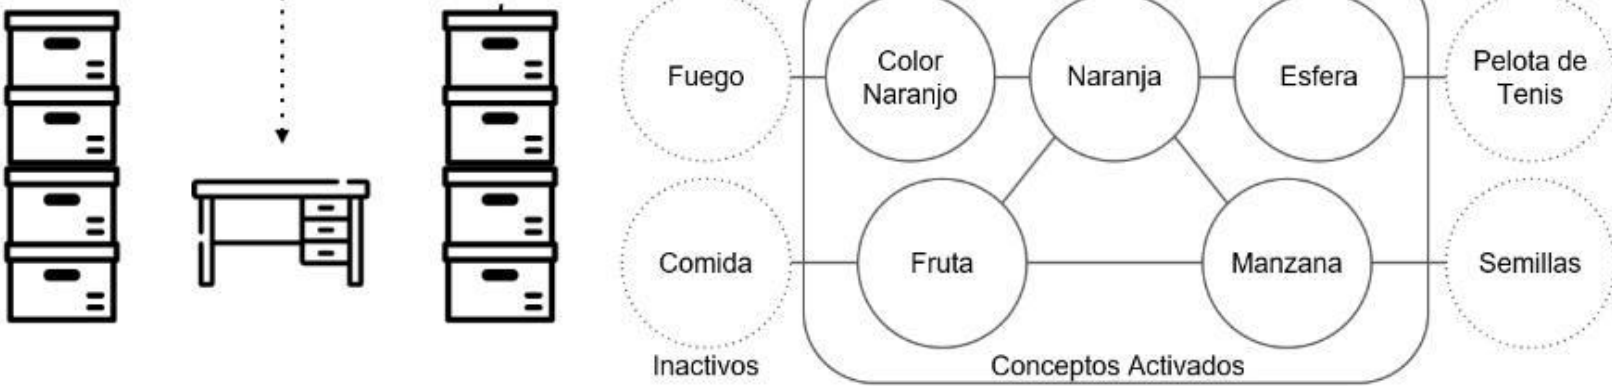 Fuego
Color
Naranjo
Naranja
Esfera
Pelota de
Tenis
Comida
Fruta
Manzana
Semillas
Inactivos
Conceptos Activados